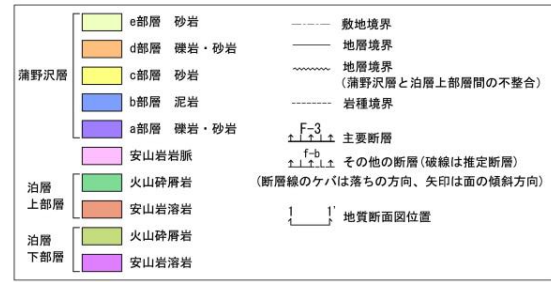 蒲野沢層
e部層 砂岩
d部層 礫岩・砂岩
c部層 砂岩
b部層 泥岩
a部層 礫岩・砂岩
安山岩岩脈
泊層
上部層
火山砕屑岩
安山岩溶岩
泊層
下部層
火山砕屑岩
安山岩溶岩
敷地境界
地層境界
地層境界
(蒲野沢層と泊層上部層間の不整合)
岩種境界
F-3 主要断層
f-b その他の断層(破線は推定断層)
(断層線のケバは落ちの方向、矢印は面の傾斜方向)
1 1' 地質断面図位置